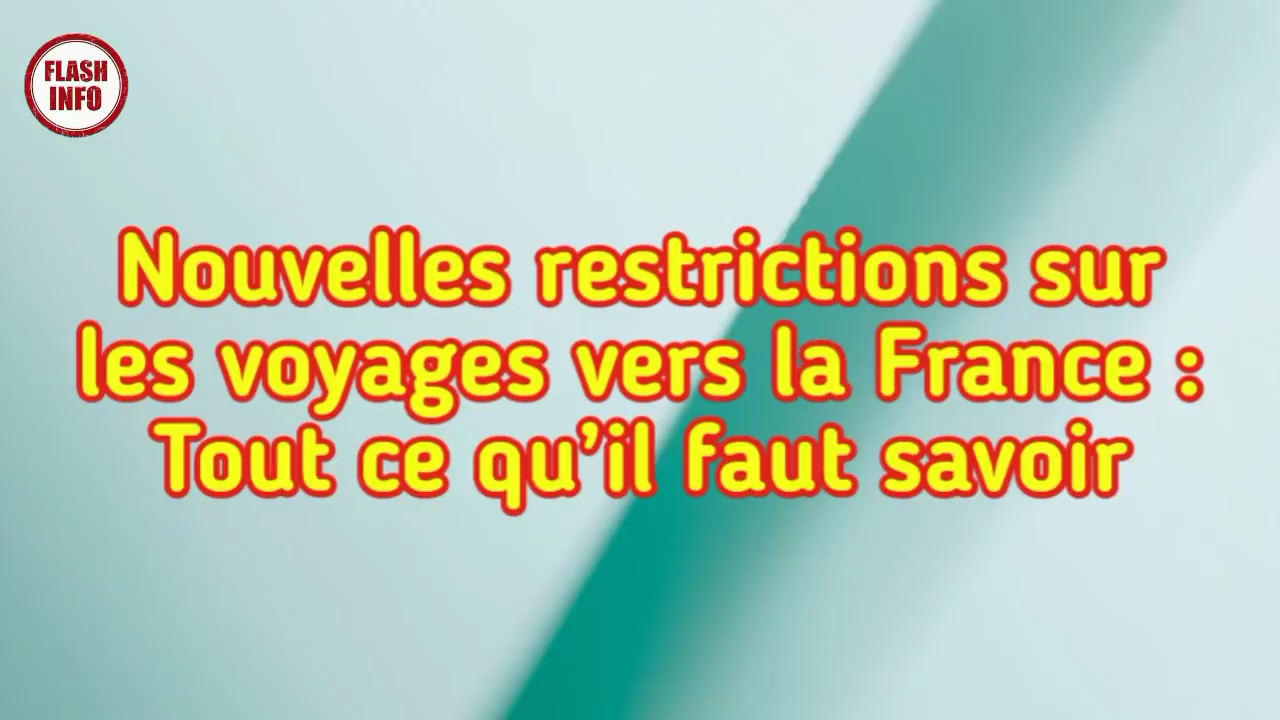 FLASH
INFO
Nouvelles restrictions sur
les voyages vers la France :
Tout ce qu’il faut savoir